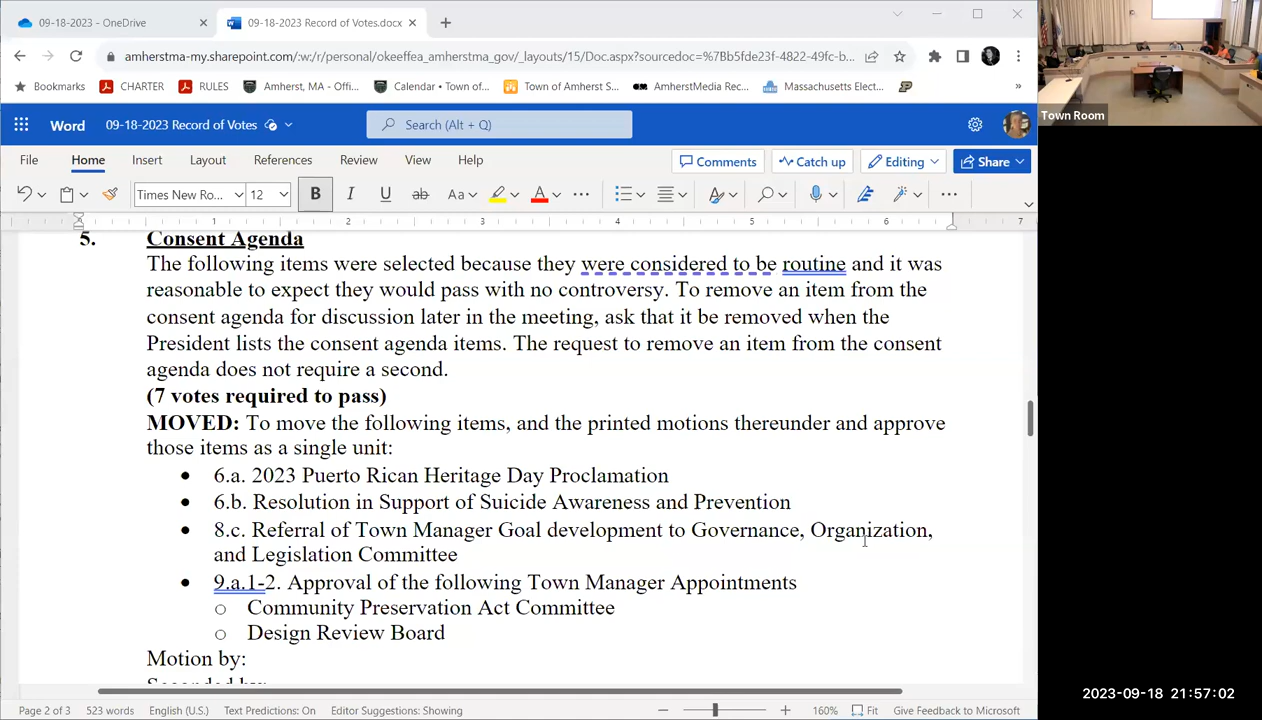 09-18-2023 - OneDrive
09-18-2023 Record of Votes.docx
amherstma-my.sharepoint.com/:w:/r/personal/okeeffea_amherstma_gov/_layouts/15/Doc.aspx?sourcedoc=%7Bb5fde23f-4822-49fc-b...
Bookmarks CHARTER RULES Amherst, MA - Offi... Calendar • Town of... Town of Amherst S... AmherstMedia Rec... Massachusetts Elect... »
Town Room
Word 09-18-2023 Record of Votes Search (Alt + Q)
File Home Insert Layout References Review View Help Comments Catch up Editing Share
Times New Ro... 12 B I U ab Aa A
1 2 3 4 5 6 7
5. Consent Agenda
The following items were selected because they were considered to be routine and it was
reasonable to expect they would pass with no controversy. To remove an item from the
consent agenda for discussion later in the meeting, ask that it be removed when the
President lists the consent agenda items. The request to remove an item from the consent
agenda does not require a second.
(7 votes required to pass)
MOVED: To move the following items, and the printed motions thereunder and approve
those items as a single unit:
• 6.a. 2023 Puerto Rican Heritage Day Proclamation
• 6.b. Resolution in Support of Suicide Awareness and Prevention
• 8.c. Referral of Town Manager Goal development to Governance, Organization,
and Legislation Committee
• 9.a.1-2. Approval of the following Town Manager Appointments
o Community Preservation Act Committee
o Design Review Board
Motion by:
Seconded by:
2023-09-18 21:57:02
Page 2 of 3 523 words English (U.S.) Text Predictions: On Editor Suggestions: Showing 160% Fit Give Feedback to Microsoft